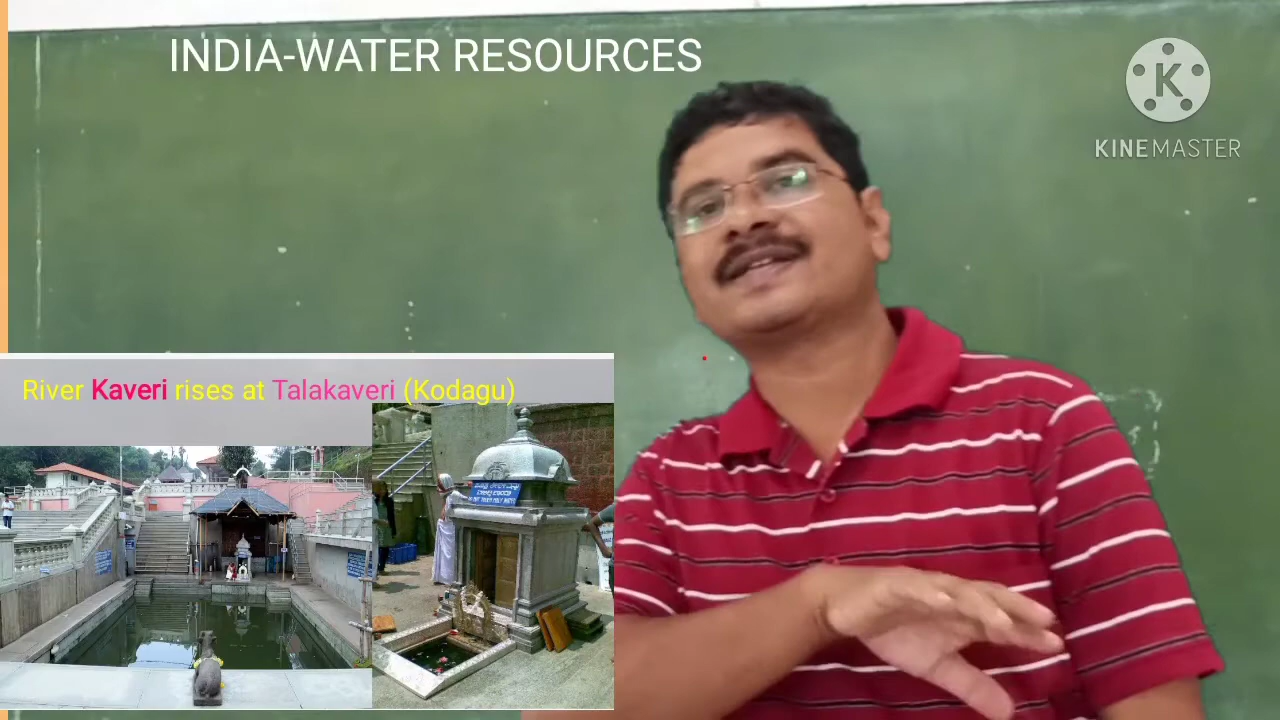 INDIA-WATER RESOURCES
K
KINEMASTER
River Kaveri rises at Talakaveri (Kodagu)